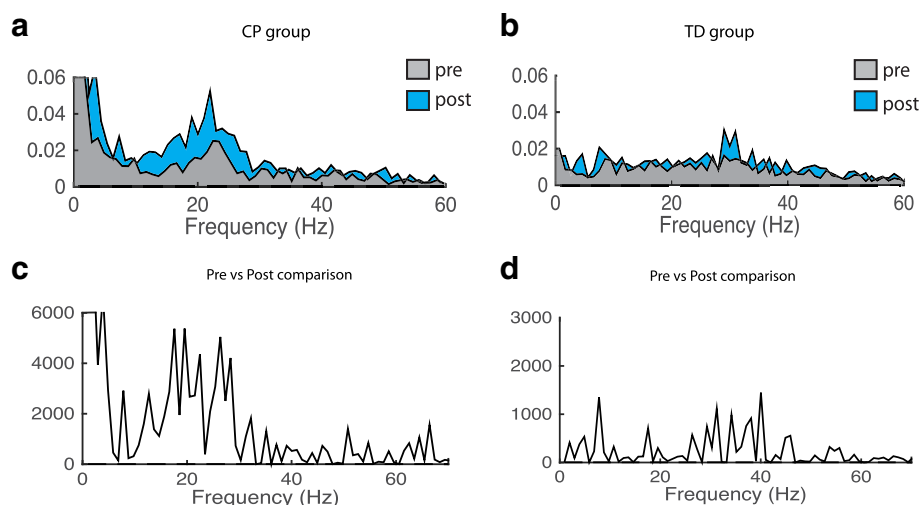 a
CP group
0.06
0.04
0.02
0
0 20 40 60
Frequency (Hz)
pre
post
b
TD group
0.06
0.04
0.02
0
0 20 40 60
Frequency (Hz)
pre
post
c
Pre vs Post comparison
6000
4000
2000
0
0 20 40 60
Frequency (Hz)
d
Pre vs Post comparison
3000
2000
1000
0
0 20 40 60
Frequency (Hz)